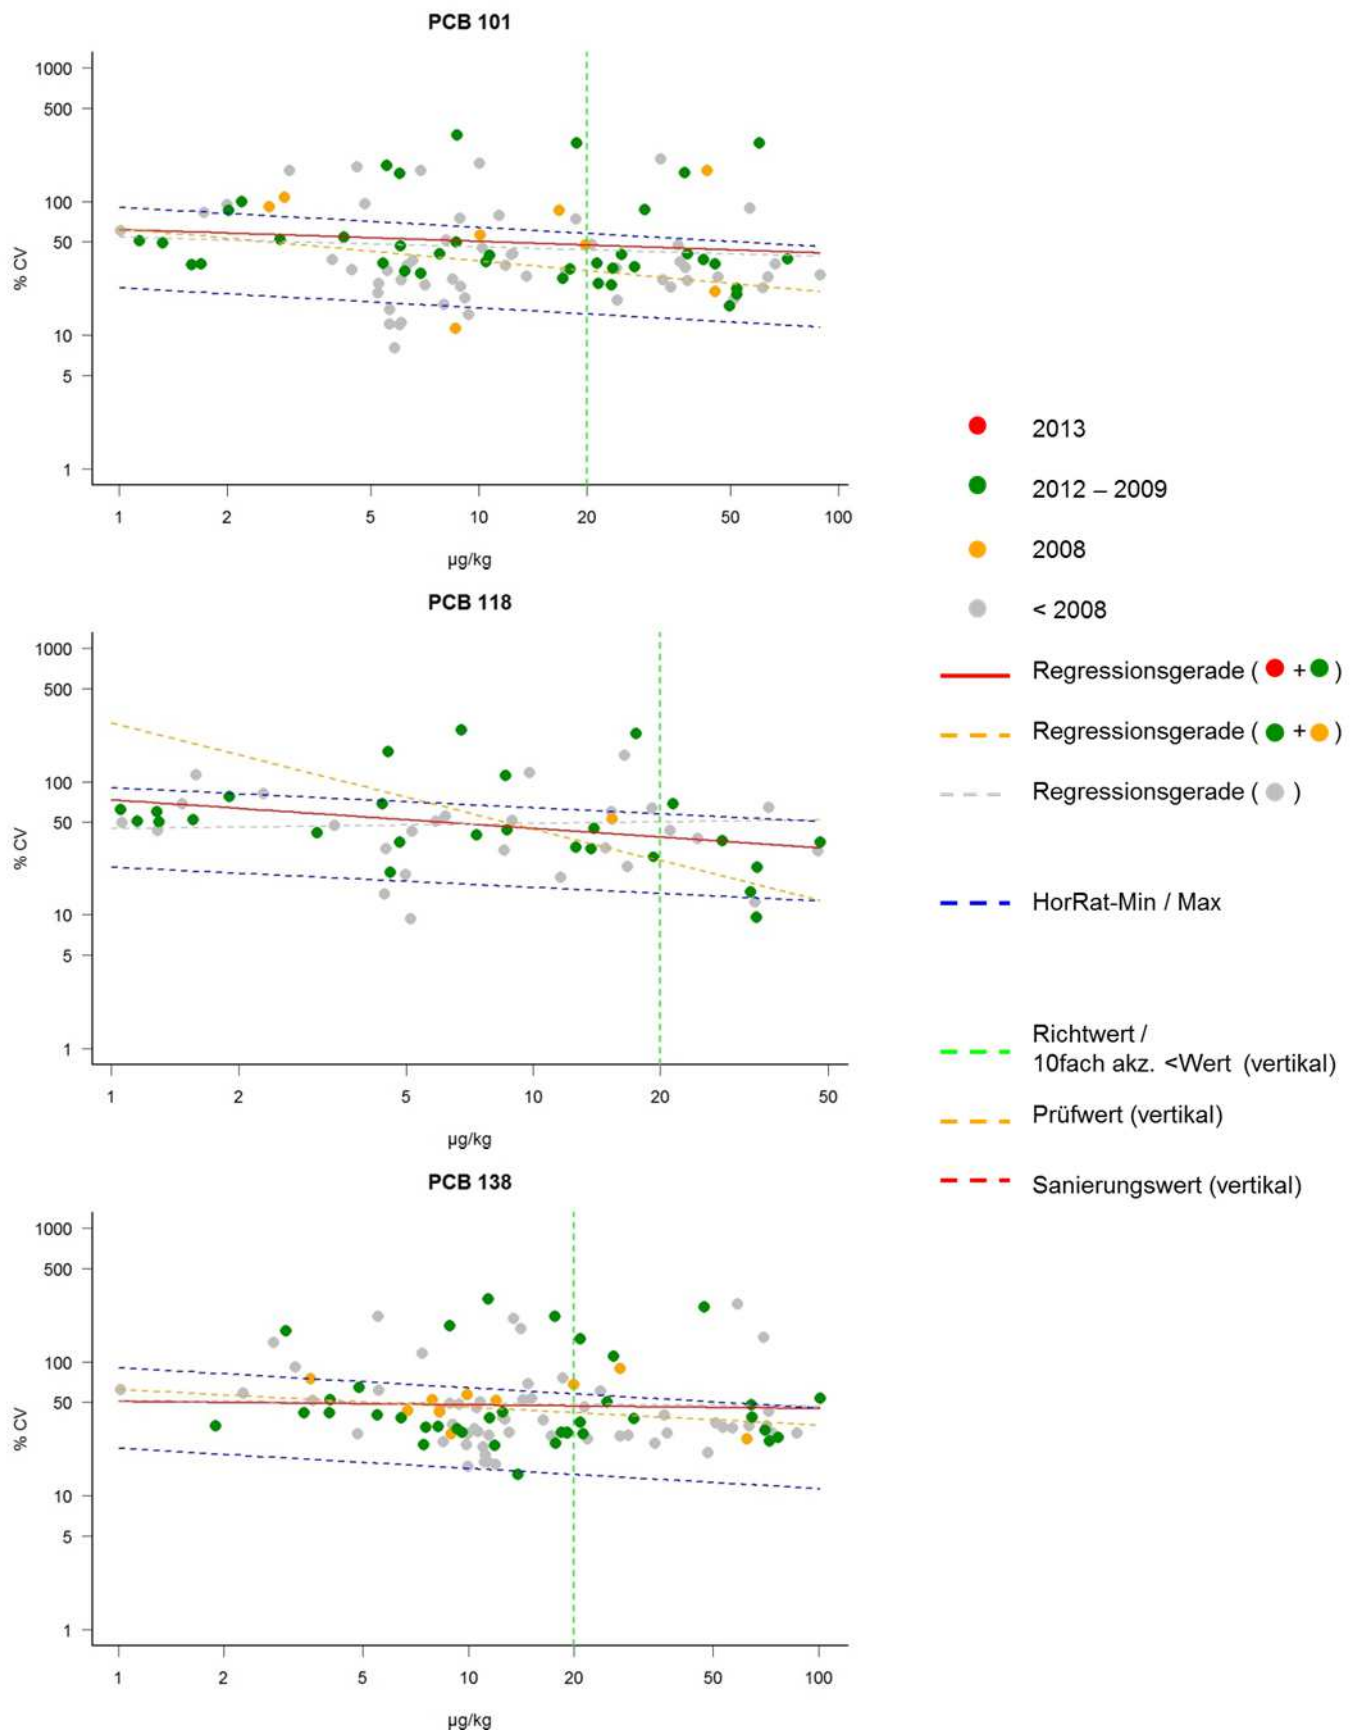 PCB 101
1000
500
100
50
10
5
1
% CV
1 2 5 10 20 50 100
µg/kg
PCB 118
1000
500
100
50
10
5
1
% CV
1 2 5 10 20 50
µg/kg
PCB 138
1000
500
100
50
10
5
1
% CV
1 2 5 10 20 50 100
µg/kg
2013
2012 – 2009
2008
< 2008
Regressionsgerade ( + )
Regressionsgerade ( + )
Regressionsgerade ( )
HorRat-Min / Max
Richtwert /
10fach akz. <Wert (vertikal)
Prüfwert (vertikal)
Sanierungswert (vertikal)